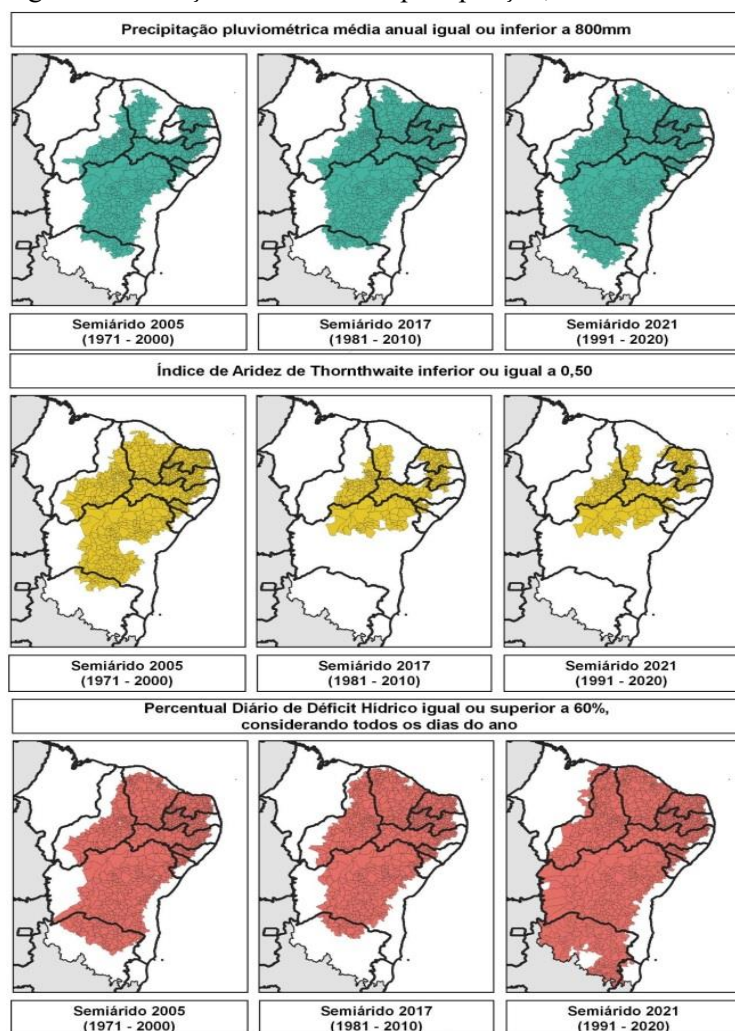 Precipitação pluviométrica média anual igual ou inferior a 800mm
Semiárido 2005
(1971 - 2000)
Semiárido 2017
(1981 - 2010)
Semiárido 2021
(1991 - 2020)
Índice de Aridez de Thornthwaite inferior ou igual a 0,50
Semiárido 2005
(1971 - 2000)
Semiárido 2017
(1981 - 2010)
Semiárido 2021
(1991 - 2020)
Percentual Diário de Déficit Hídrico igual ou superior a 60%,
considerando todos os dias do ano
Semiárido 2005
(1971 - 2000)
Semiárido 2017
(1981 - 2010)
Semiárido 2021
(1991 - 2020)